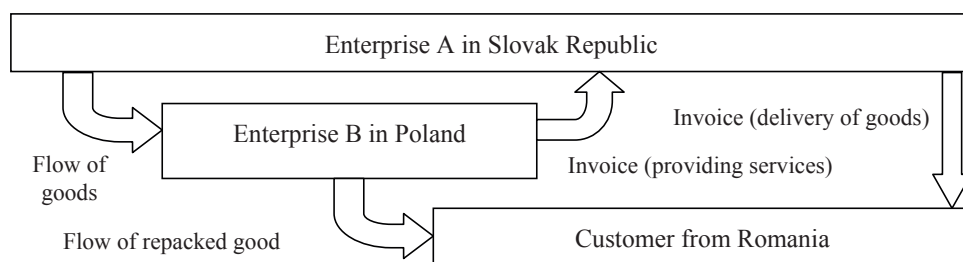 Enterprise A in Slovak Republic
Enterprise B in Poland
Invoice (delivery of goods)
Flow of
goods
Invoice (providing services)
Flow of repacked good
Customer from Romania